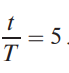 t/T = 5.